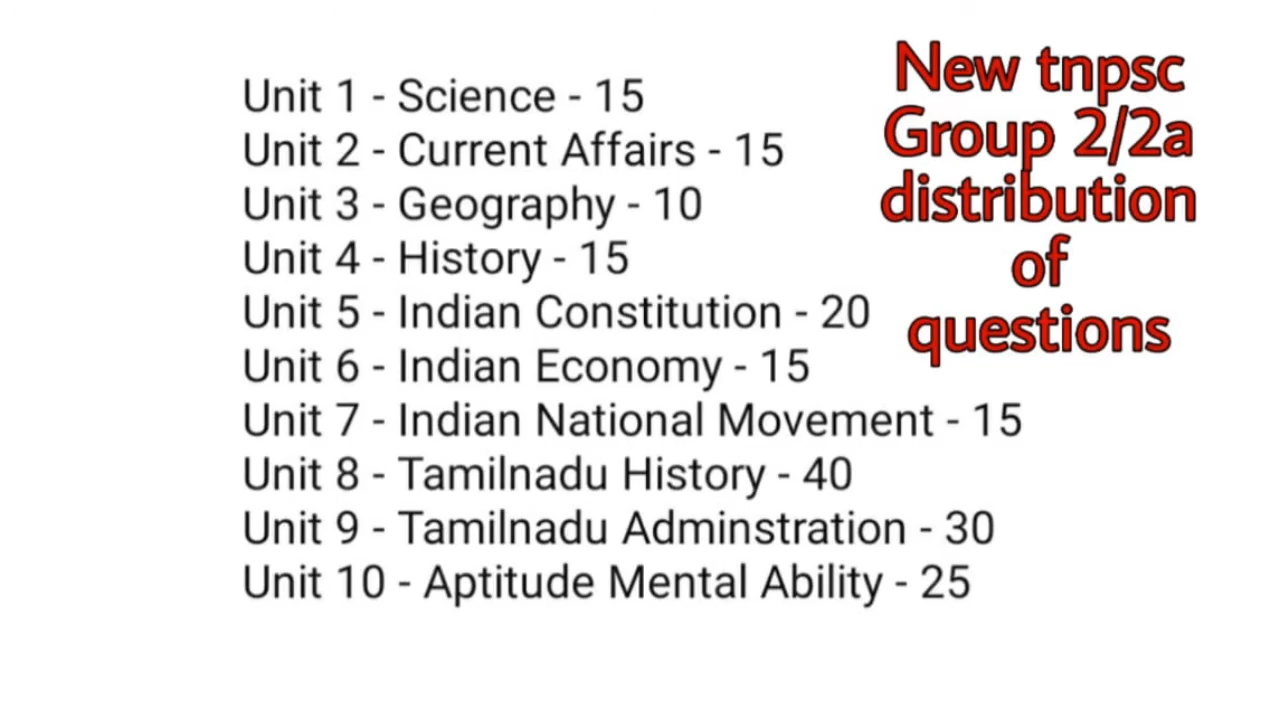 Unit 1 - Science - 15
Unit 2 - Current Affairs - 15
Unit 3 - Geography - 10
Unit 4 - History - 15
Unit 5 - Indian Constitution - 20
Unit 6 - Indian Economy - 15
Unit 7 - Indian National Movement - 15
Unit 8 - Tamilnadu History - 40
Unit 9 - Tamilnadu Adminstration - 30
Unit 10 - Aptitude Mental Ability - 25
New tnpsc
Group 2/2a
distribution
of
questions